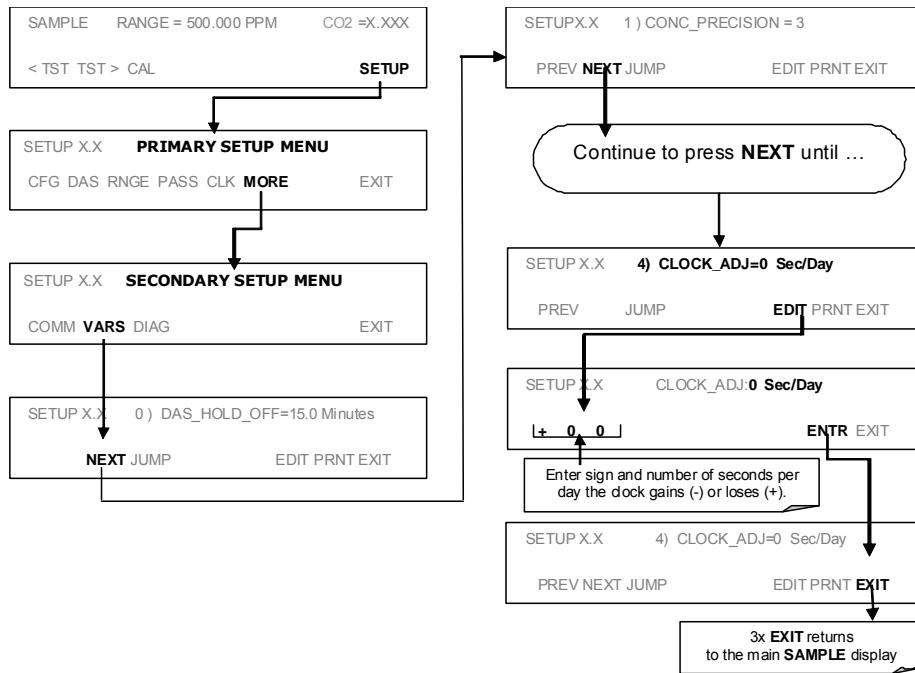 SAMPLE RANGE = 500.000 PPM CO2 =X.XXX
< TST TST > CAL SETUP
SETUP X.X PRIMARY SETUP MENU
CFG DAS RNGE PASS CLK MORE EXIT
SETUP X.X SECONDARY SETUP MENU
COMM VARS DIAG EXIT
SETUP X.X 0 ) DAS_HOLD_OFF=15.0 Minutes
NEXT JUMP EDIT PRNT EXIT
SETUP X.X 1 ) CONC_PRECISION = 3
PREV NEXT JUMP EDIT PRNT EXIT
Continue to press NEXT until ...
SETUP X.X 4) CLOCK_ADJ=0 Sec/Day
PREV JUMP EDIT PRNT EXIT
SETUP X.X CLOCK_ADJ:0 Sec/Day
+ 0 0 ENTR EXIT
Enter sign and number of seconds per
day the clock gains (-) or loses (+).
SETUP X.X 4) CLOCK_ADJ=0 Sec/Day
PREV NEXT JUMP EDIT PRNT EXIT
3x EXIT returns
to the main SAMPLE display